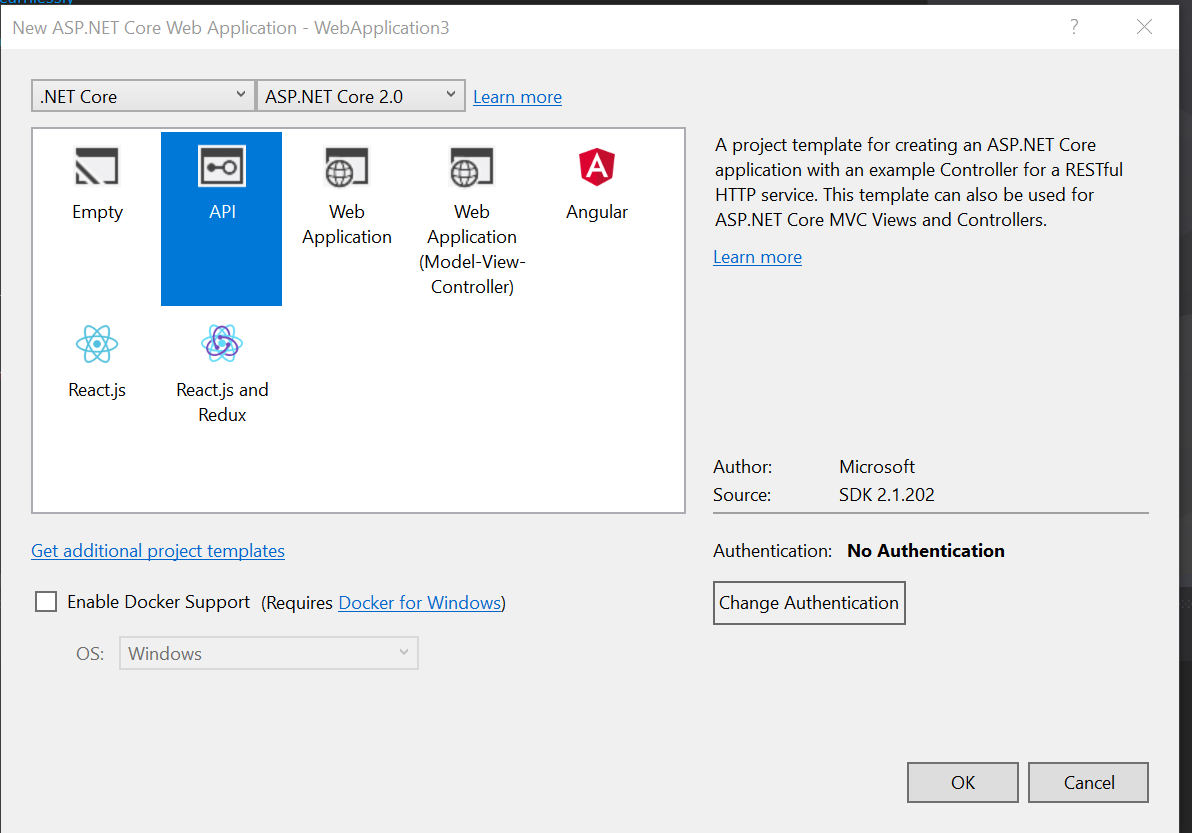 New ASP.NET Core Web Application - WebApplication3
?
.NET Core
ASP.NET Core 2.0
Learn more
Empty
API
Web
Application
Web
Application
(Model-View-
Controller)
Angular
React.js
React.js and
Redux
A project template for creating an ASP.NET Core
application with an example Controller for a RESTful
HTTP service. This template can also be used for
ASP.NET Core MVC Views and Controllers.
Learn more
Author: Microsoft
Source: SDK 2.1.202
Get additional project templates
Enable Docker Support (Requires Docker for Windows)
OS: Windows
Authentication: No Authentication
Change Authentication
OK
Cancel